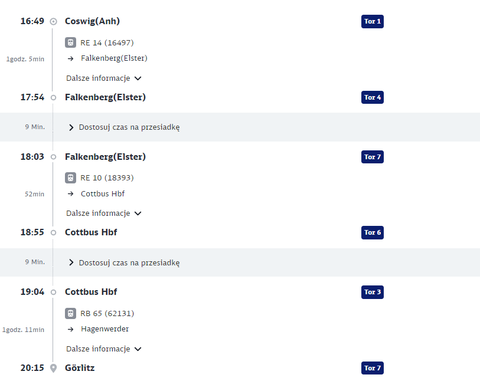 16:49 Coswig(Anh) Tor 1
RE 14 (16497)
1godz. 5min → Falkenberg(Elster)
Dalsze informacje
17:54 Falkenberg(Elster) Tor 4
9 Min. Dostosuj czas na przesiadkę
18:03 Falkenberg(Elster) Tor 7
RE 10 (18393)
52min → Cottbus Hbf
Dalsze informacje
18:55 Cottbus Hbf Tor 6
9 Min. Dostosuj czas na przesiadkę
19:04 Cottbus Hbf Tor 3
RB 65 (62131)
1godz. 11min → Hagenwerder
Dalsze informacje
20:15 Görlitz Tor 7